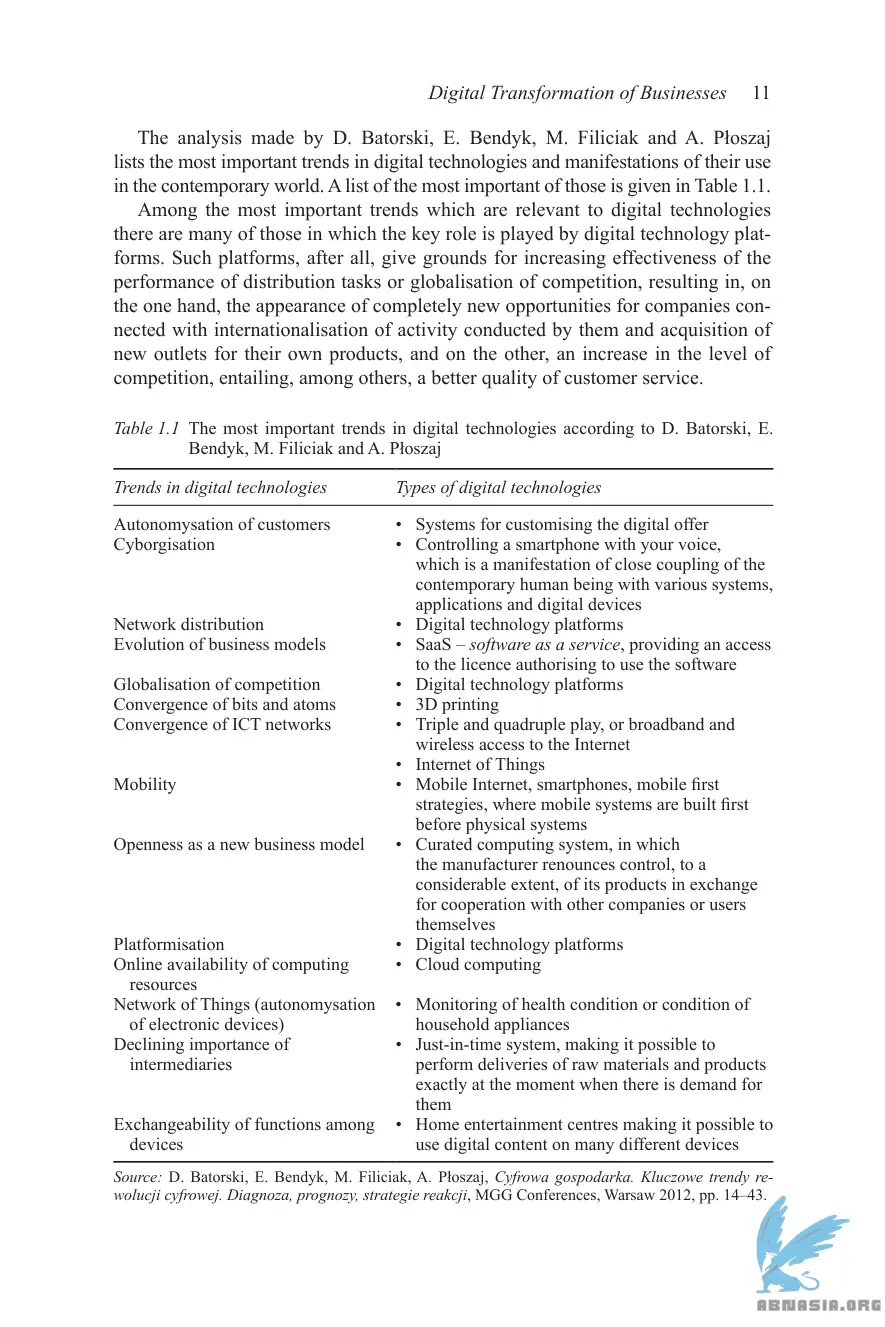 Digital Transformation of Businesses 11
The analysis made by D. Batorski, E. Bendyk, M. Filiciak and A. Płoszaj
lists the most important trends in digital technologies and manifestations of their use
in the contemporary world. A list of the most important of those is given in Table 1.1.
Among the most important trends which are relevant to digital technologies
there are many of those in which the key role is played by digital technology plat-
forms. Such platforms, after all, give grounds for increasing effectiveness of the
performance of distribution tasks or globalisation of competition, resulting in, on
the one hand, the appearance of completely new opportunities for companies con-
nected with internationalisation of activity conducted by them and acquisition of
new outlets for their own products, and on the other, an increase in the level of
competition, entailing, among others, a better quality of customer service.
Table 1.1 The most important trends in digital technologies according to D. Batorski, E.
Bendyk, M. Filiciak and A. Płoszaj
Trends in digital technologies Types of digital technologies
Autonomysation of customers • Systems for customising the digital offer
Cyborgisation • Controlling a smartphone with your voice,
which is a manifestation of close coupling of the
contemporary human being with various systems,
applications and digital devices
Network distribution • Digital technology platforms
Evolution of business models • SaaS – software as a service, providing an access
to the licence authorising to use the software
Globalisation of competition • Digital technology platforms
Convergence of bits and atoms • 3D printing
Convergence of ICT networks • Triple and quadruple play, or broadband and
wireless access to the Internet
• Internet of Things
Mobility • Mobile Internet, smartphones, mobile first
strategies, where mobile systems are built first
before physical systems
Openness as a new business model • Curated computing system, in which
the manufacturer renounces control, to a
considerable extent, of its products in exchange
for cooperation with other companies or users
themselves
Platformisation • Digital technology platforms
Online availability of computing • Cloud computing
resources
Network of Things (autonomysation • Monitoring of health condition or condition of
of electronic devices) household appliances
Declining importance of • Just-in-time system, making it possible to
intermediaries perform deliveries of raw materials and products
exactly at the moment when there is demand for
them
Exchangeability of functions among • Home entertainment centres making it possible to
devices use digital content on many different devices
Source: D. Batorski, E. Bendyk, M. Filiciak, A. Płoszaj, Cyfrowa gospodarka. Kluczowe trendy re-
wolucji cyfrowej. Diagnoza, prognozy, strategie reakcji, MGG Conferences, Warsaw 2012, pp. 14–43.
ABNASIA.ORG